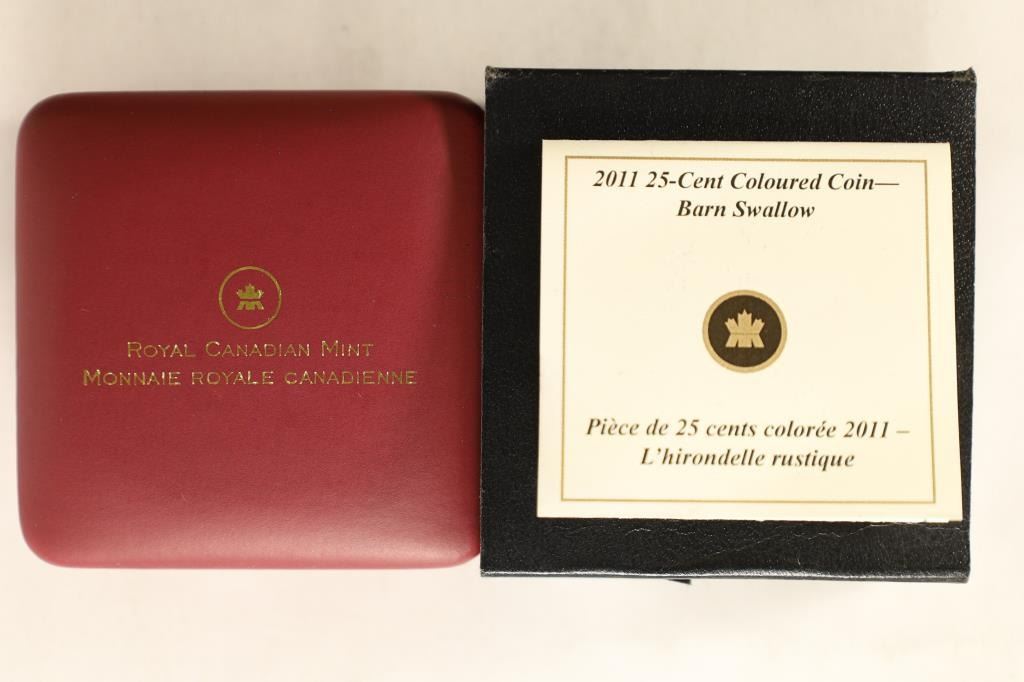 ROYAL CANADIAN MINT
MONNAIE ROYALE CANADIENNE
2011 25-Cent Coloured Coin—
Barn Swallow
Pièce de 25 cents colorée 2011 –
L'hirondelle rustique